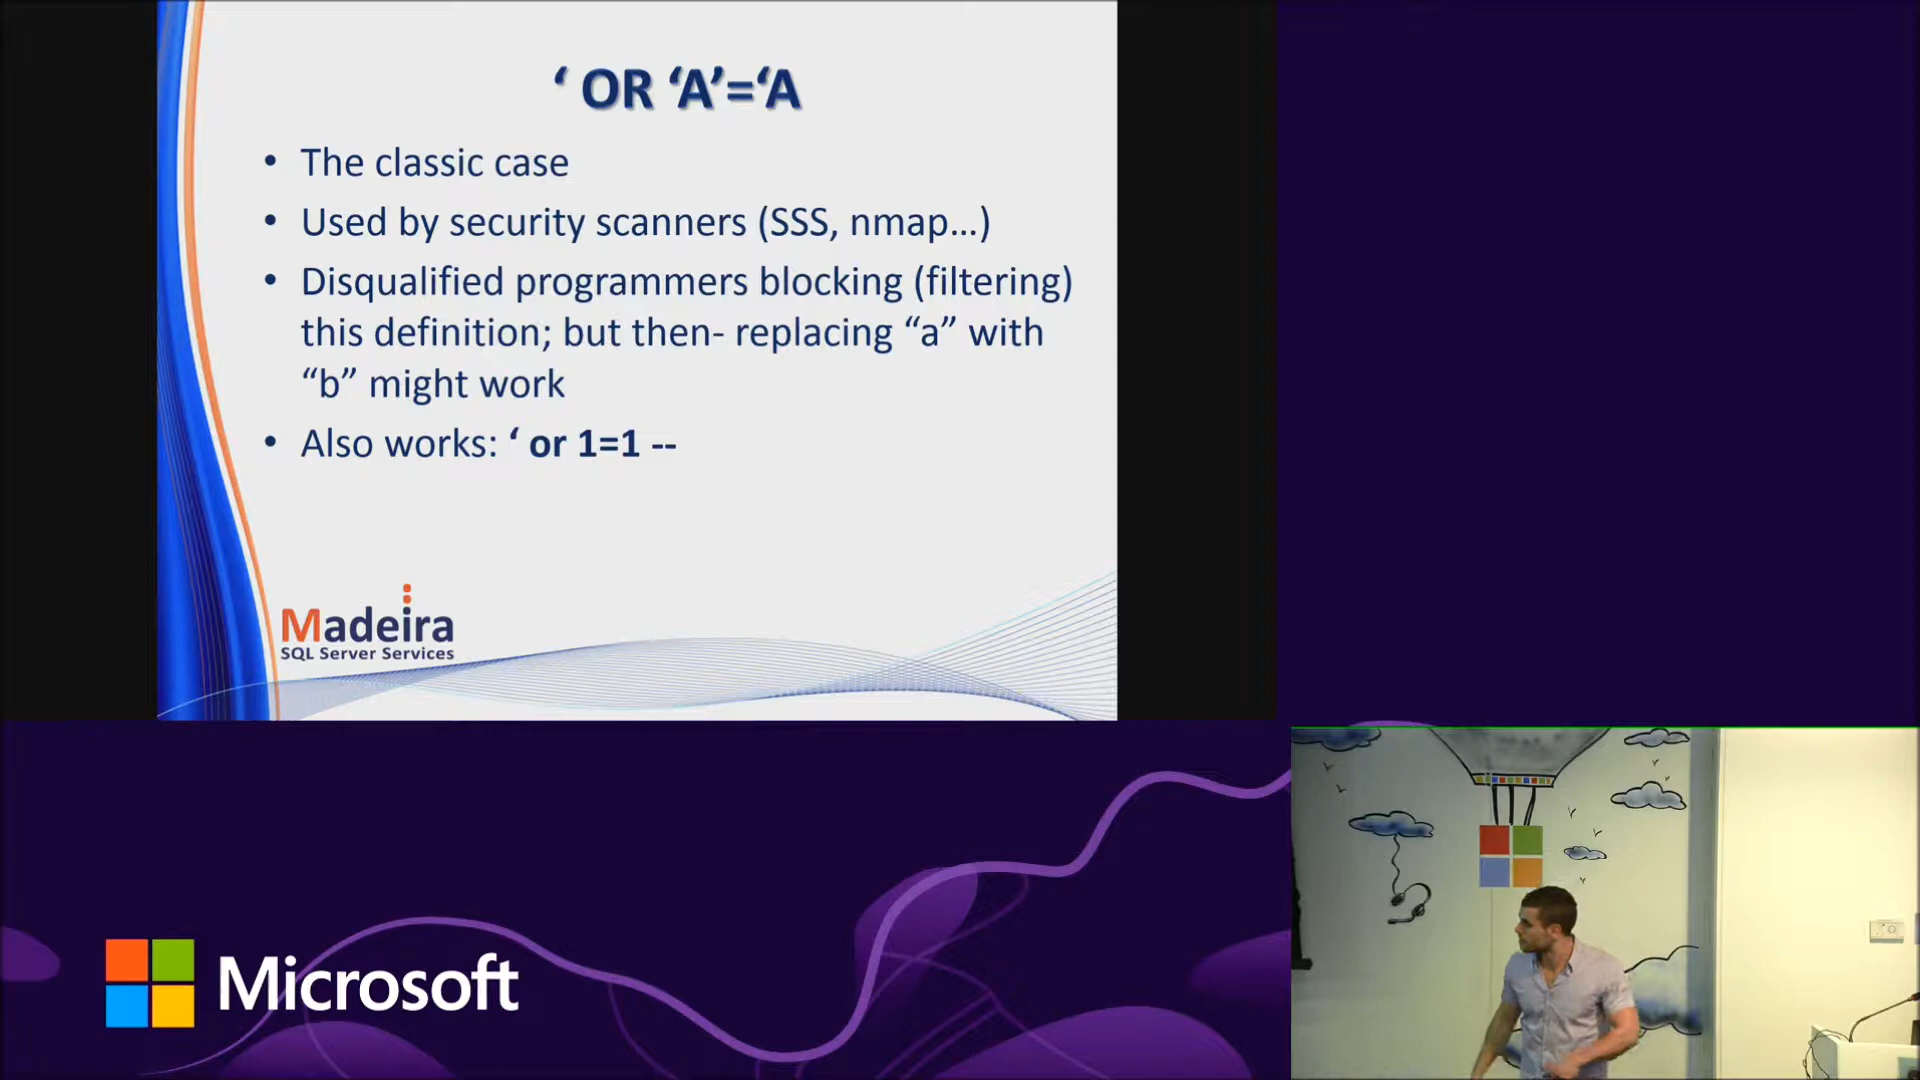 ‘ OR ‘A’=‘A
• The classic case
• Used by security scanners (SSS, nmap…)
• Disqualified programmers blocking (filtering)
this definition; but then- replacing “a” with
“b” might work
• Also works: ‘ or 1=1 --
Madeira
SQL Server Services
Microsoft